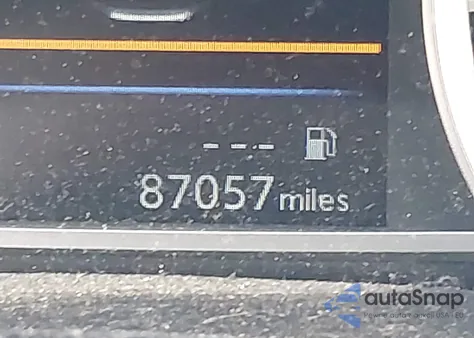 ---
87057 miles
autoSnap